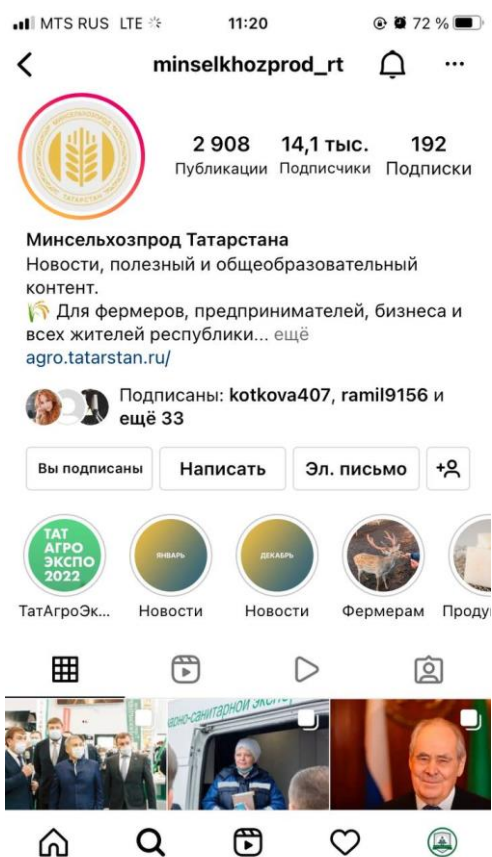 MTS RUS LTE 11:20 72 %
minselkhozprod_rt
2 908 14,1 тыс. 192
Публикации Подписчики Подписки
Минсельхозпрод Татарстана
Новости, полезный и общеобразовательный
контент.
Для фермеров, предпринимателей, бизнеса и
всех жителей республики... ещё
agro.tatarstan.ru/
Подписаны: kotkova407, ramil9156 и
ещё 33
Вы подписаны Написать Эл. письмо
ТАТ
АГРО
ЭКСПО
2022
ЯНВАРЬ
ДЕКАБРЬ
ТатАгроЭк... Новости Новости Фермерам Проду